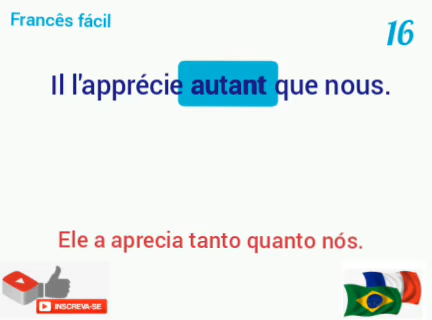 Francês fácil
16
Il l'apprécie autant que nous.
Ele a aprecia tanto quanto nós.
INSCREVA-SE